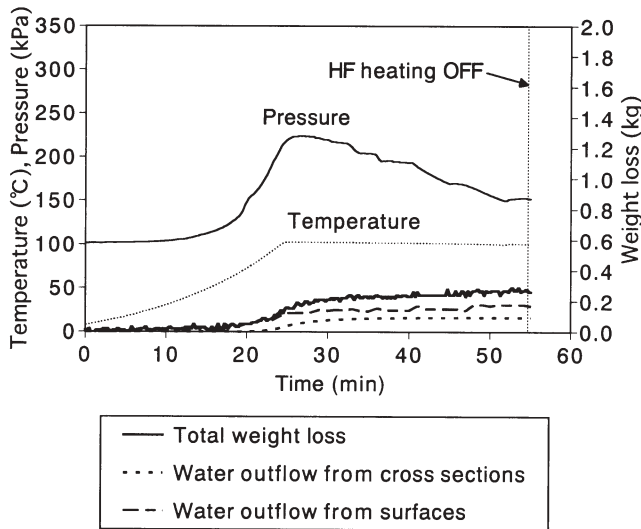 Temperature (℃), Pressure (kPa)
350
300
250
200
150
100
50
0
2.0
1.8
1.6
1.4
1.2
1.0
0.8
0.6
0.4
0.2
0.0
Weight loss (kg)
HF heating OFF
Pressure
Temperature
0 10 20 30 40 50 60
Time (min)
Total weight loss
Water outflow from cross sections
Water outflow from surfaces